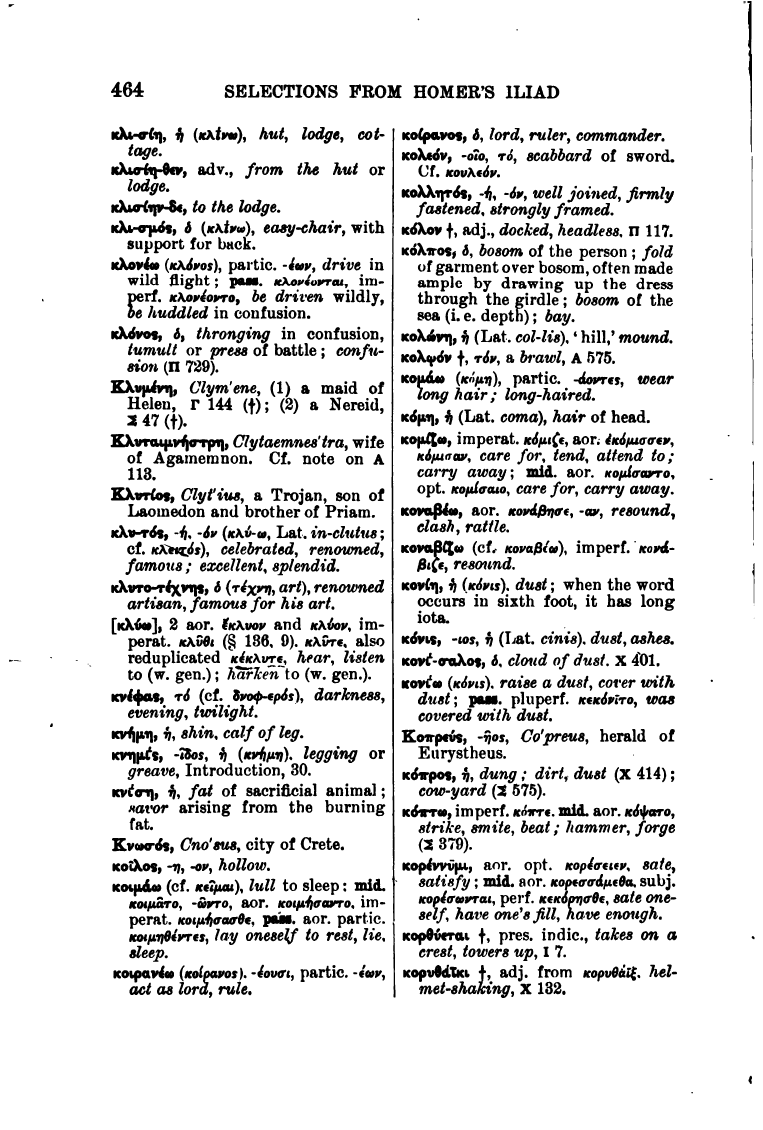 464 SELECTIONS FROM HOMER'S ILIAD
κλι-σίη, ἡ (κλίνω), hut, lodge, cot-
tage.
κλισίη-θεν, adv., from the hut or
lodge.
κλισίην-δε, to the lodge.
κλι-σμός, ὁ (κλίνω), easy-chair, with
support for back.
κλονέω (κλόνος), partic. -έων, drive in
wild flight; pass. κλονέονται, im-
perf. κλονέοντο, be driven wildly,
be huddled in confusion.
κλόνος, ὁ, thronging in confusion,
tumult or press of battle; confu-
sion (Π 729).
Κλυμένη, Clym'ene, (1) a maid of
Helen, Γ 144 (†); (2) a Nereid,
Σ 47 (†).
Κλυταιμνήστρη, Clytaemnes'tra, wife
of Agamemnon. Cf. note on A
113.
Κλυτίος, Clyt'ius, a Trojan, son of
Laomedon and brother of Priam.
κλυ-τός, -ή, -όν (κλύ-ω, Lat. in-clutus;
cf. κλειτός), celebrated, renowned,
famous; excellent, splendid.
κλυτο-τέχνης, ὁ (τέχνη, art), renowned
artisan, famous for his art.
[κλύω], 2 aor. ἔκλυον and κλύον, im-
perat. κλῦθι (§ 136, 9). κλῦτε, also
reduplicated κέκλυτε, hear, listen
to (w. gen.); harken to (w. gen.).
κνέφας, τό (cf. δνοφ-ερός), darkness,
evening, twilight.
κνήμη, ἡ, shin, calf of leg.
κνημίς, -ῖδος, ἡ (κνήμη). legging or
greave, Introduction, 30.
κνίση, ἡ, fat of sacrificial animal;
savor arising from the burning
fat.
Κνωσός, Cno'sus, city of Crete.
κοῖλος, -η, -ον, hollow.
κοιμάω (cf. κεῖμαι), lull to sleep: mid.
κοιμᾶτο, -ῶντο, aor. κοιμήσαντο, im-
perat. κοιμήσασθε, pass. aor. partic.
κοιμηθέντες, lay oneself to rest, lie,
sleep.
κοιρανέω (κοίρανος). -έουσι, partic. -έων,
act as lord, rule.
κοίρανος, ὁ, lord, ruler, commander.
κολεόν, -οῖο, τό, scabbard of sword.
Cf. κουλεόν.
κολλητός, -ή, -όν, well joined, firmly
fastened, strongly framed.
κόλον †, adj., docked, headless. Π 117.
κόλπος, ὁ, bosom of the person; fold
of garment over bosom, often made
ample by drawing up the dress
through the girdle; bosom of the
sea (i. e. depth); bay.
κολώνη, ἡ (Lat. col-lis), 'hill,' mound.
κολῳόν †, τόν, a brawl, A 575.
κομάω (κόμη), partic. -άοντες, wear
long hair; long-haired.
κόμη, ἡ (Lat. coma), hair of head.
κομίζω, imperat. κόμιζε, aor. ἐκόμισσεν,
κόμισαν, care for, tend, attend to;
carry away; mid. aor. κομίσαντο,
opt. κομίσαιο, care for, carry away.
κοναβέω, aor. κονάβησε, -αν, resound,
clash, rattle.
κοναβίζω (cf. κοναβέω), imperf. κονά-
βιζε, resound.
κονίη, ἡ (κόνις). dust; when the word
occurs in sixth foot, it has long
iota.
κόνις, -ιος, ἡ (Lat. cinis). dust, ashes.
κονί-σαλος, ὁ, cloud of dust. Χ 401.
κονίω (κόνις). raise a dust, cover with
dust; pass. pluperf. κεκόνῑτο, was
covered with dust.
Κοπρεύς, -ῆος, Co'preus, herald of
Eurystheus.
κόπρος, ἡ, dung; dirt, dust (Χ 414);
cow-yard (Σ 575).
κόπτω, imperf. κόπτε. mid. aor. κόψατο,
strike, smite, beat; hammer, forge
(Σ 379).
κορέννῡμι, aor. opt. κορέσειεν, sate,
satisfy; mid. aor. κορεσσάμεθα, subj.
κορέσωνται, perf. κεκόρησθε, sate one-
self, have one's fill, have enough.
κορθύεται †, pres. indic., takes on a
crest, towers up, Ι 7.
κορυθάϊκι †, adj. from κορυθάϊξ. hel-
met-shaking, Χ 132.